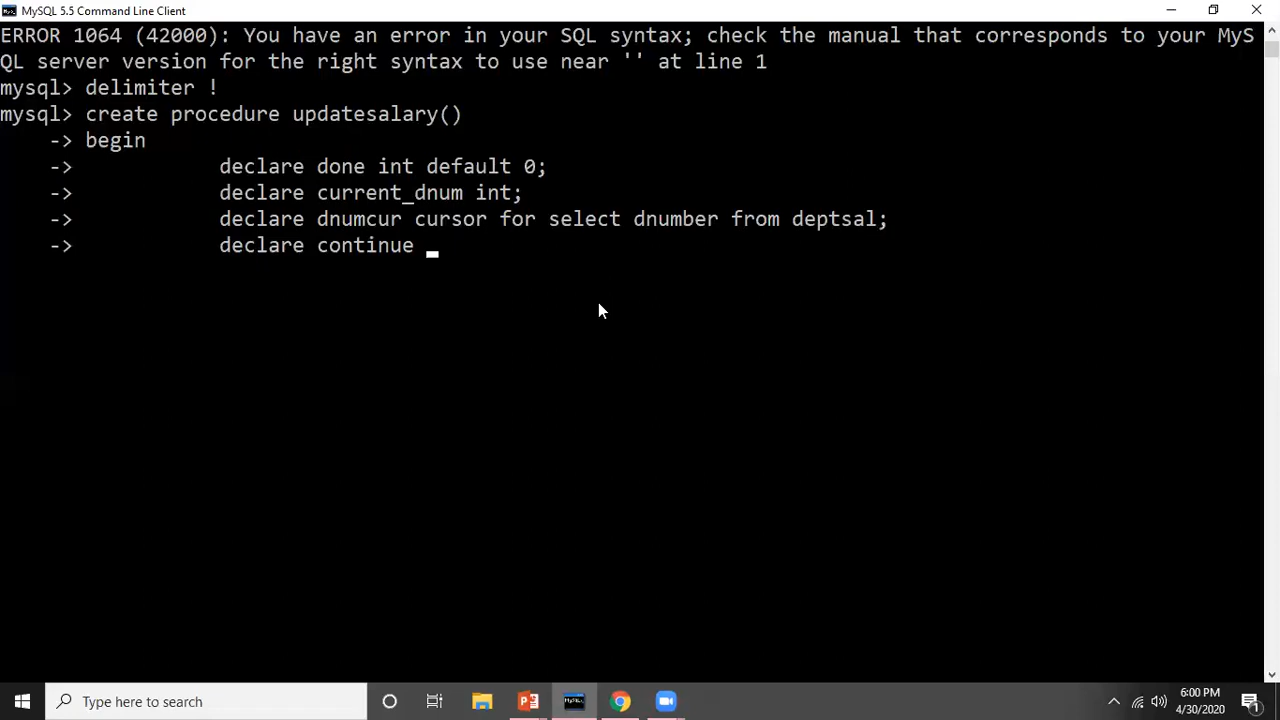 MySQL 5.5 Command Line Client
ERROR 1064 (42000): You have an error in your SQL syntax; check the manual that corresponds to your MyS
QL server version for the right syntax to use near '' at line 1
mysql> delimiter !
mysql> create procedure updatesalary()
-> begin
-> declare done int default 0;
-> declare current_dnum int;
-> declare dnumcur cursor for select dnumber from deptsal;
-> declare continue _
Type here to search
6:00 PM
4/30/2020
1